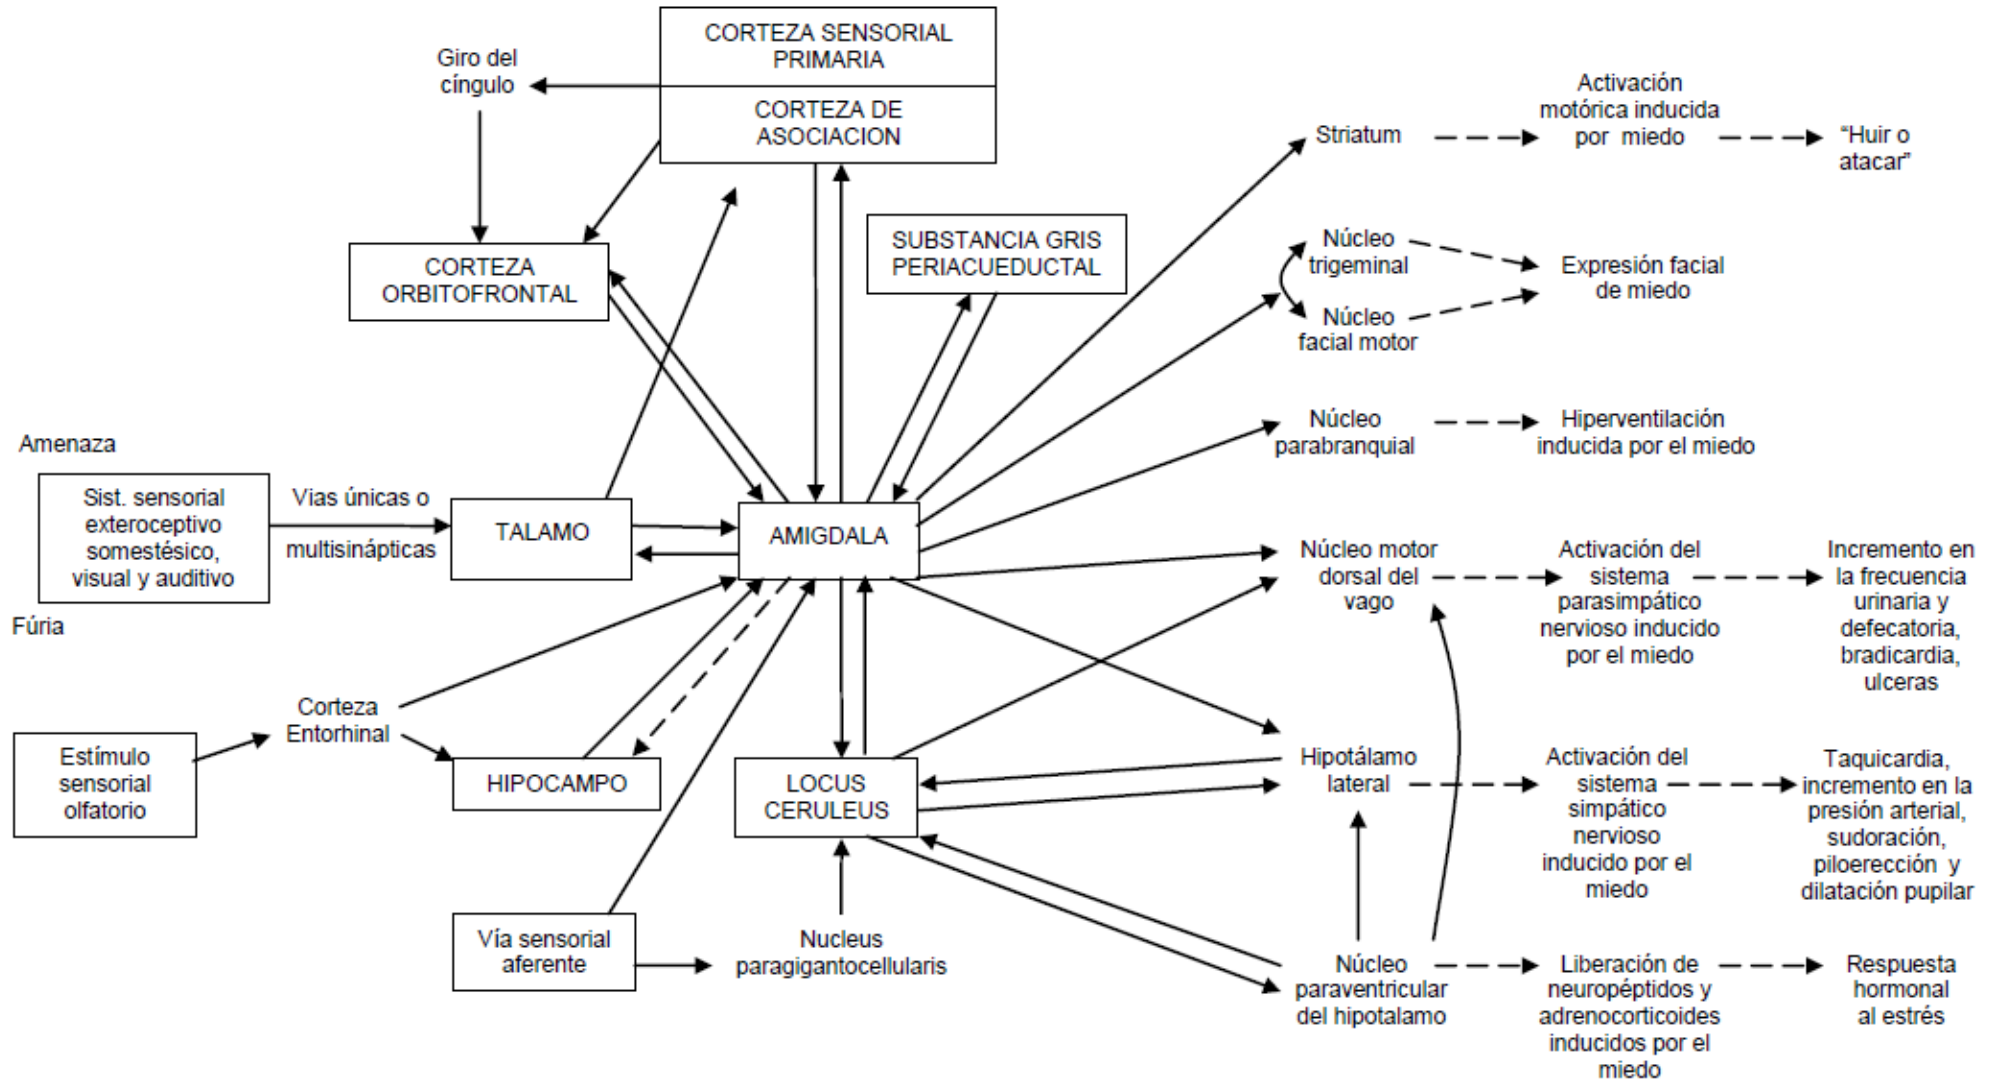 CORTEZA SENSORIAL
PRIMARIA
CORTEZA DE
ASOCIACION
Giro del
cíngulo
CORTEZA
ORBITOFRONTAL
SUBSTANCIA GRIS
PERIACUEDUCTAL
Striatum
Activación
motórica inducida
por miedo
“Huir o
atacar”
Núcleo
trigeminal
Núcleo
facial motor
Expresión facial
de miedo
Núcleo
parabranquial
Hiperventilación
inducida por el miedo
Amenaza
Sist. sensorial
exteroceptivo
somestésico,
visual y auditivo
Fúria
Vias únicas o
multisinápticas
TALAMO
AMIGDALA
Núcleo motor
dorsal del
vago
Activación del
sistema
parasimpático
nervioso inducido
por el miedo
Incremento en
la frecuencia
urinaria y
defecatoria,
bradicardia,
ulceras
Corteza
Entorhinal
Estímulo
sensorial
olfatorio
HIPOCAMPO
LOCUS
CERULEUS
Hipotálamo
lateral
Activación del
sistema
simpático
nervioso
inducido por el
miedo
Taquicardia,
incremento en la
presión arterial,
sudoración,
piloerección y
dilatación pupilar
Vía sensorial
aferente
Nucleus
paragigantocellularis
Núcleo
paraventricular
del hipotalamo
Liberación de
neuropéptidos y
adrenocorticoides
inducidos por el
miedo
Respuesta
hormonal
al estrés